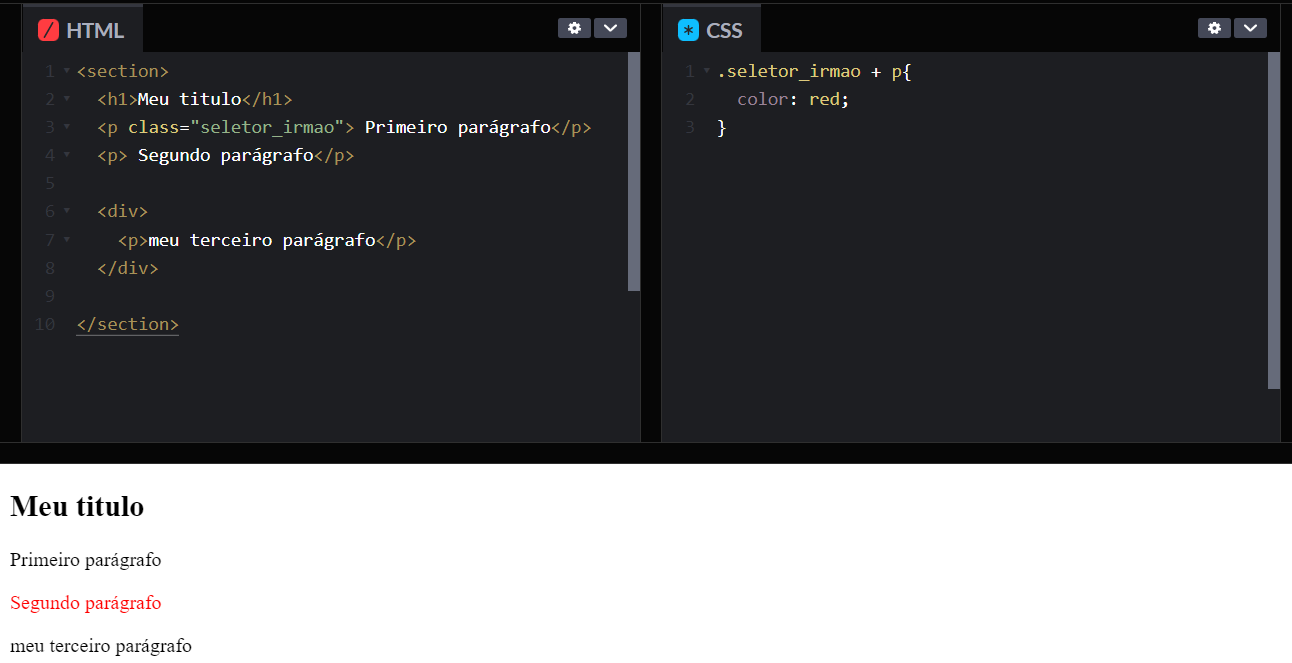 HTML
1 <section>
2 <h1>Meu titulo</h1>
3 <p class="seletor_irmao"> Primeiro parágrafo</p>
4 <p> Segundo parágrafo</p>
5
6 <div>
7 <p>meu terceiro parágrafo</p>
8 </div>
9
10 </section>
CSS
1 .seletor_irmao + p{
2 color: red;
3 }
Meu titulo
Primeiro parágrafo
Segundo parágrafo
meu terceiro parágrafo